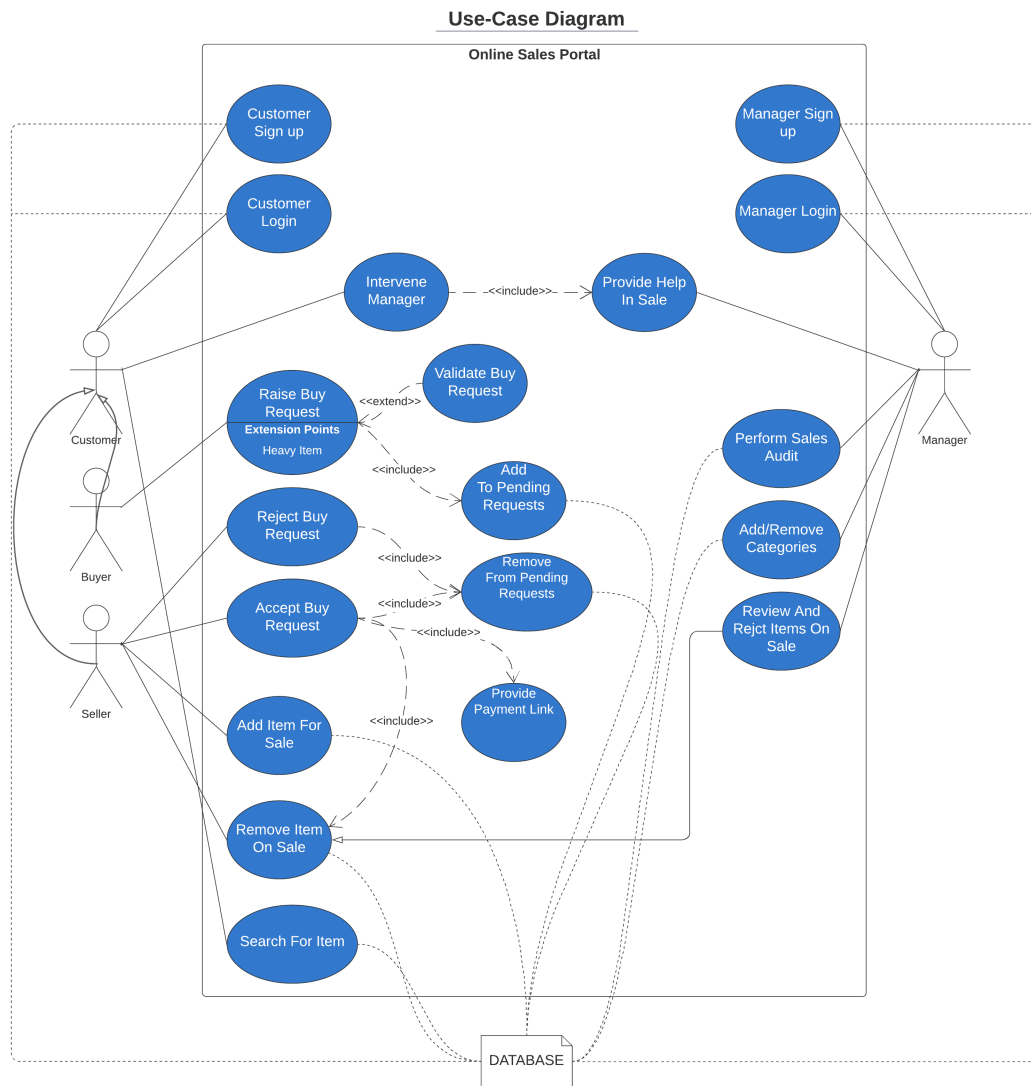 Use-Case Diagram
Online Sales Portal
Customer
Sign up
Manager Sign
up
Customer
Login
Manager Login
Intervene
Manager
<<include>>
Provide Help
In Sale
Validate Buy
Request
Raise Buy
Request
<<extend>>
Extension Points
Heavy Item
Customer
Manager
Perform Sales
Audit
<<include>>
Add
To Pending
Requests
Reject Buy
Request
Add/Remove
Categories
<<include>>
Remove
From Pending
Requests
Buyer
Accept Buy
Request
<<include>>
<<include>>
Review And
Rejct Items On
Sale
Provide
Payment Link
Seller
<<include>>
Add Item For
Sale
Remove Item
On Sale
Search For Item
DATABASE